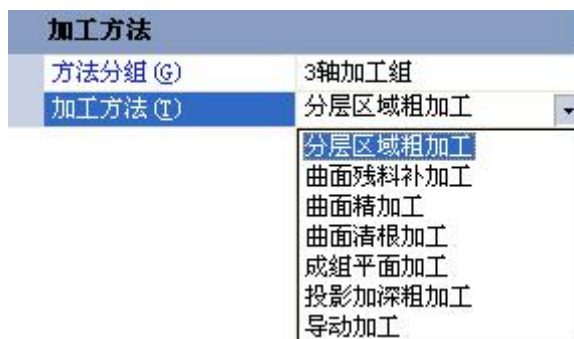 加工方法
方法分组(G) 3轴加工组
加工方法(T) 分层区域粗加工
分层区域粗加工
曲面残料补加工
曲面精加工
曲面清根加工
成组平面加工
投影加深粗加工
导动加工